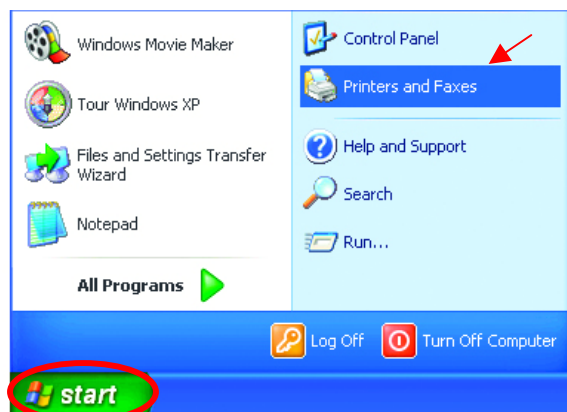 Windows Movie Maker
Tour Windows XP
Files and Settings Transfer
Wizard
Notepad
All Programs
Control Panel
Printers and Faxes
Help and Support
Search
Run...
Log Off
Turn Off Computer
start